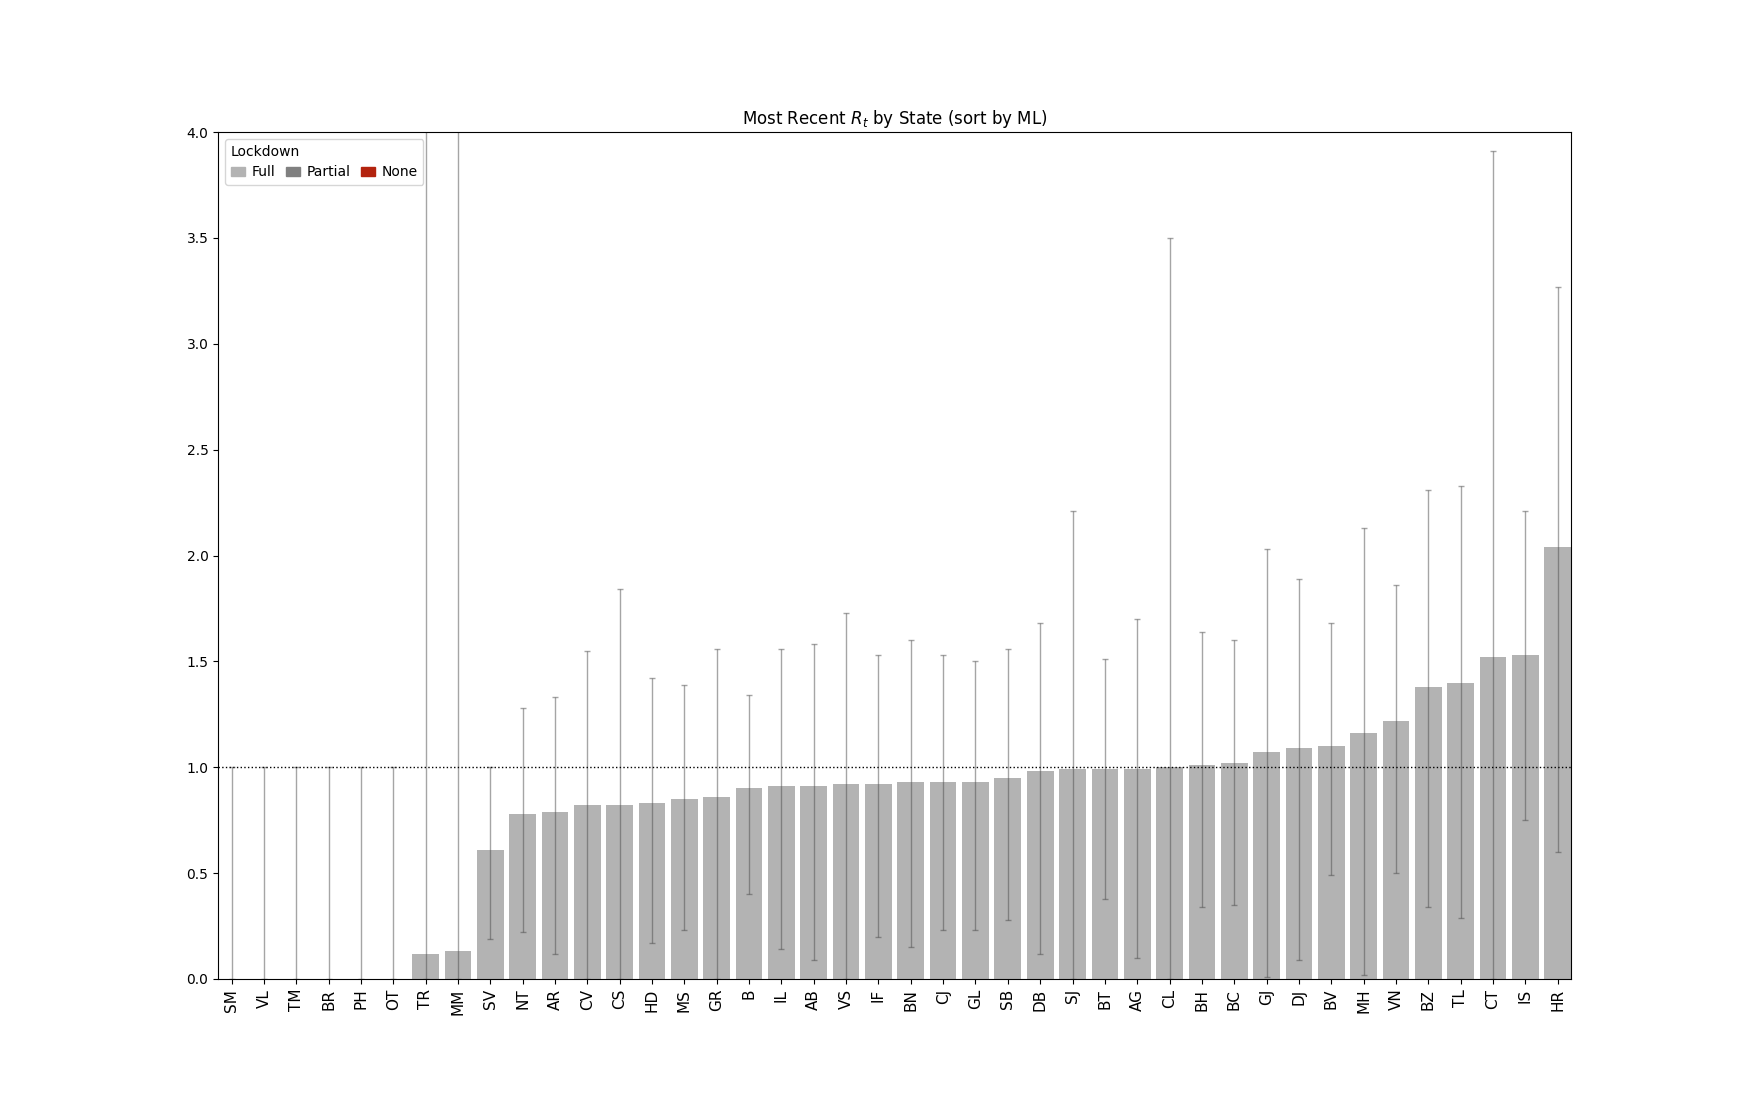 Most Recent Rt by State (sort by ML)
4.0
Lockdown
Full Partial None
3.5
3.0
2.5
2.0
1.5
1.0
0.5
0.0
SM VL TM BR PH OT TR MM SV NT AR CV CS HD MS GR B IL AB VS IF BN CJ GL SB DB SJ BT AG CL BH BC GJ DJ BV MH VN BZ TL CT IS HR